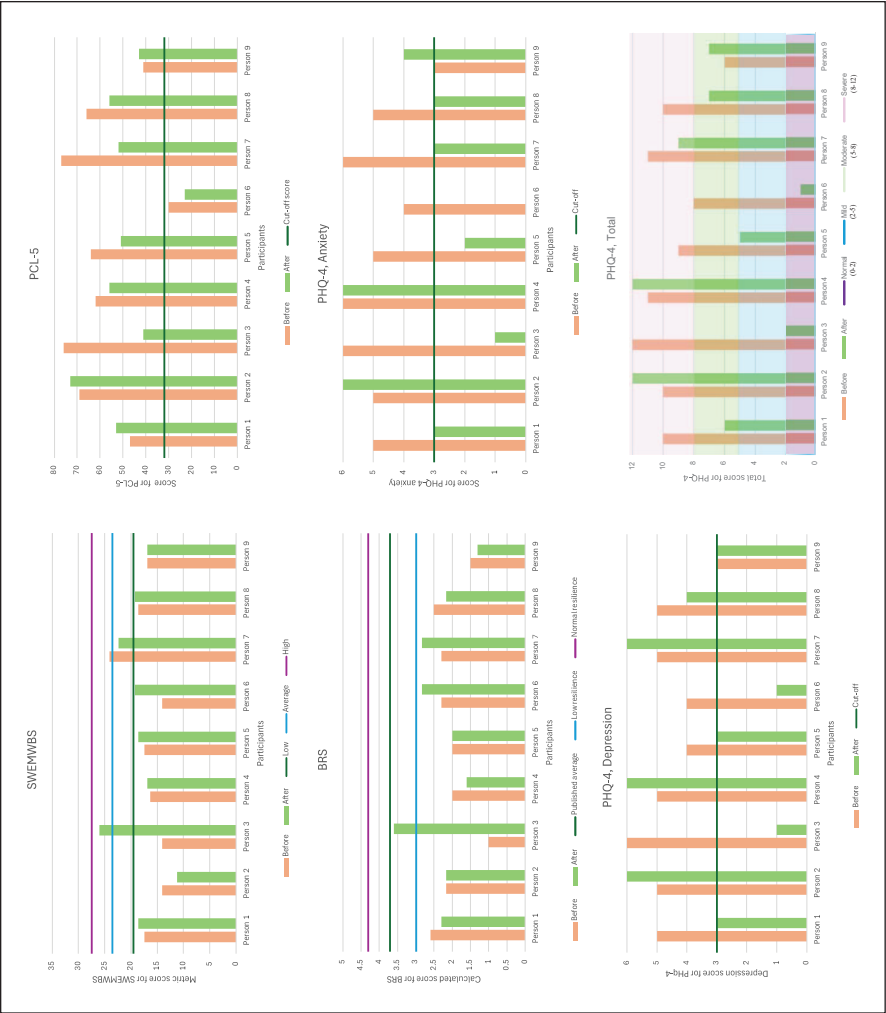 SWEMWBS
Metric score for SWEMWBS
35
30
25
20
15
10
5
0
Person 1
Person 2
Person 3
Person 4
Person 5
Person 6
Person 7
Person 8
Person 9
Participants
Before After Low Average High
PCL-5
Score for PCL-5
80
70
60
50
40
30
20
10
0
Person 1
Person 2
Person 3
Person 4
Person 5
Person 6
Person 7
Person 8
Person 9
Participants
Before After Cut-off score
BRS
Calculated score for BRS
5
4.5
4
3.5
3
2.5
2
1.5
1
0.5
0
Person 1
Person 2
Person 3
Person 4
Person 5
Person 6
Person 7
Person 8
Person 9
Participants
Before After Published average Low resilience Normal resilience
PHQ-4, Anxiety
Score for PHQ-4 anxiety
6
5
4
3
2
1
0
Person 1
Person 2
Person 3
Person 4
Person 5
Person 6
Person 7
Person 8
Person 9
Participants
Before After Cut-off
PHQ-4, Depression
Depression score for PHq-4
6
5
4
3
2
1
0
Person 1
Person 2
Person 3
Person 4
Person 5
Person 6
Person 7
Person 8
Person 9
Participants
Before After Cut-off
PHQ-4, Total
Total score for PHQ-4
12
10
8
6
4
2
0
Person 1
Person 2
Person 3
Person 4
Person 5
Person 6
Person 7
Person 8
Person 9
Before After Normal Mild Moderate Severe
(0-2) (2-5) (5-8) (8-12)